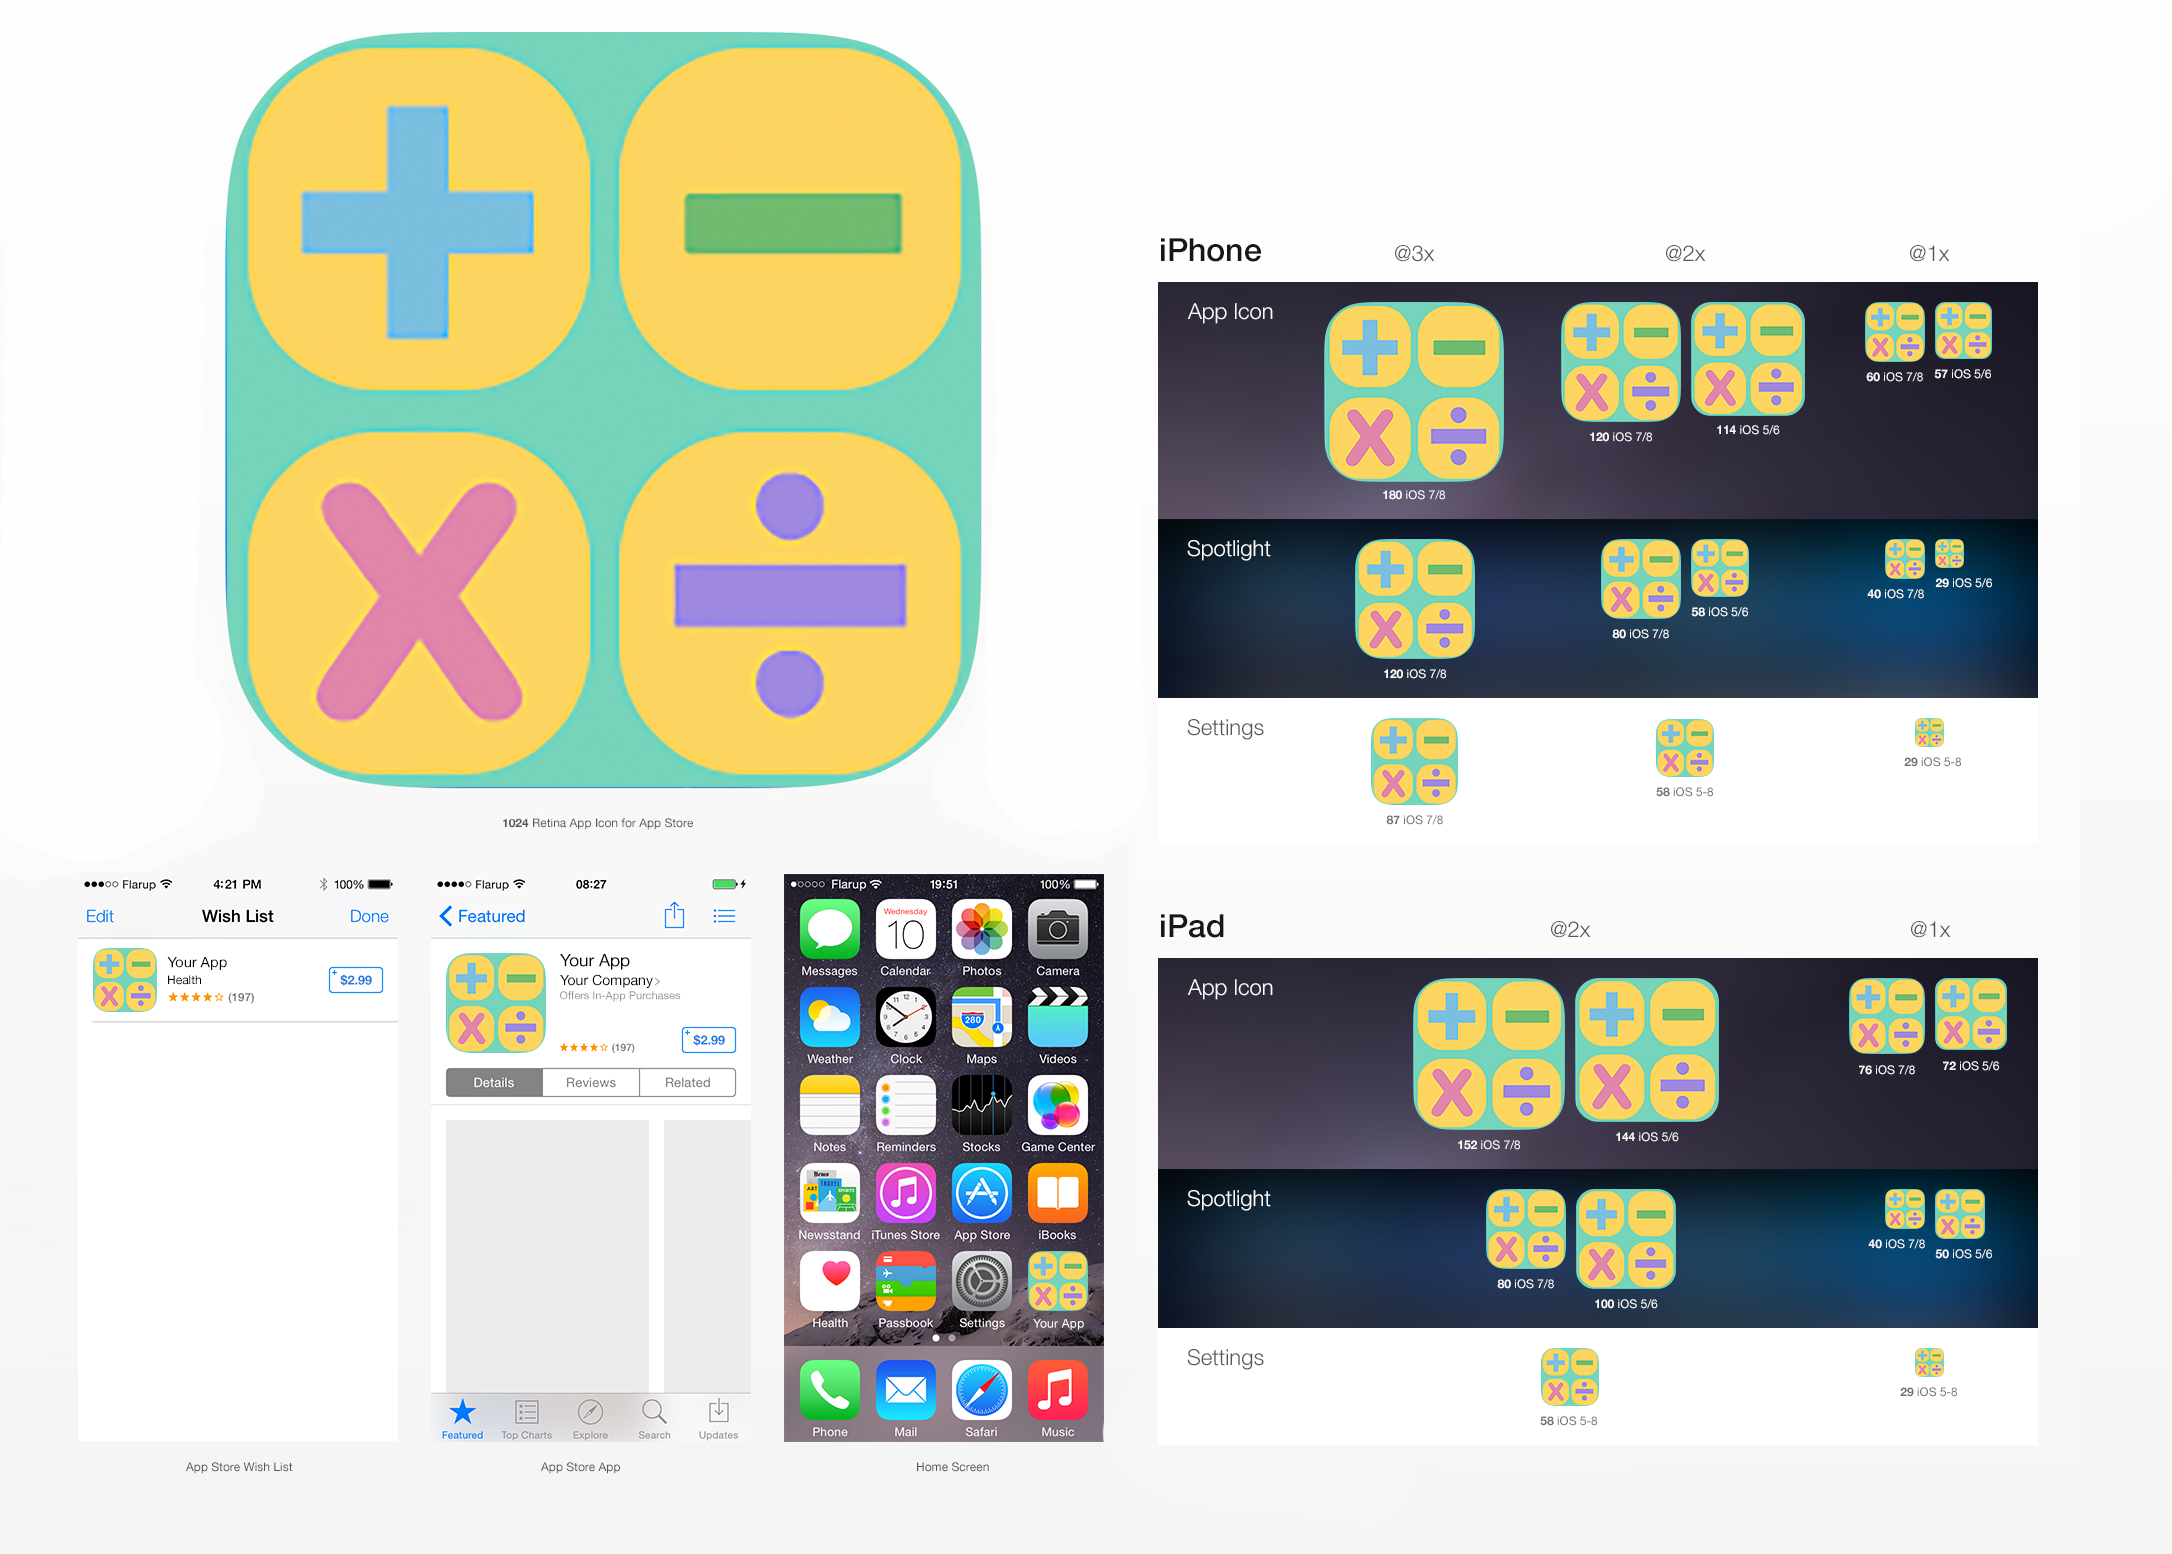 1024 Retina App Icon for App Store
Flarup 4:21 PM 100%
Edit Wish List Done
Your App
Health
(197)
+ $2.99
App Store Wish List
Flarup 08:27
Featured
Your App
Your Company>
Offers In-App Purchases
(197)
+ $2.99
Details Reviews Related
Featured Top Charts Explore Search Updates
App Store App
Flarup 19:51 100%
Wednesday
10
Messages Calendar Photos Camera
280
Weather Clock Maps Videos
Notes Reminders Stocks Game Center
News
ART TRAVEL SPORTS
Newsstand iTunes Store App Store iBooks
Health Passbook Settings Your App
Phone Mail Safari Music
Home Screen
iPhone @3x @2x @1x
App Icon
180 iOS 7/8
120 iOS 7/8
114 iOS 5/6
60 iOS 7/8
57 iOS 5/6
Spotlight
120 iOS 7/8
80 iOS 7/8
58 iOS 5/6
40 iOS 7/8
29 iOS 5/6
Settings
87 iOS 7/8
58 iOS 5-8
29 iOS 5-8
iPad @2x @1x
App Icon
152 iOS 7/8
144 iOS 5/6
76 iOS 7/8
72 iOS 5/6
Spotlight
80 iOS 7/8
100 iOS 5/6
40 iOS 7/8
50 iOS 5/6
Settings
58 iOS 5-8
29 iOS 5-8